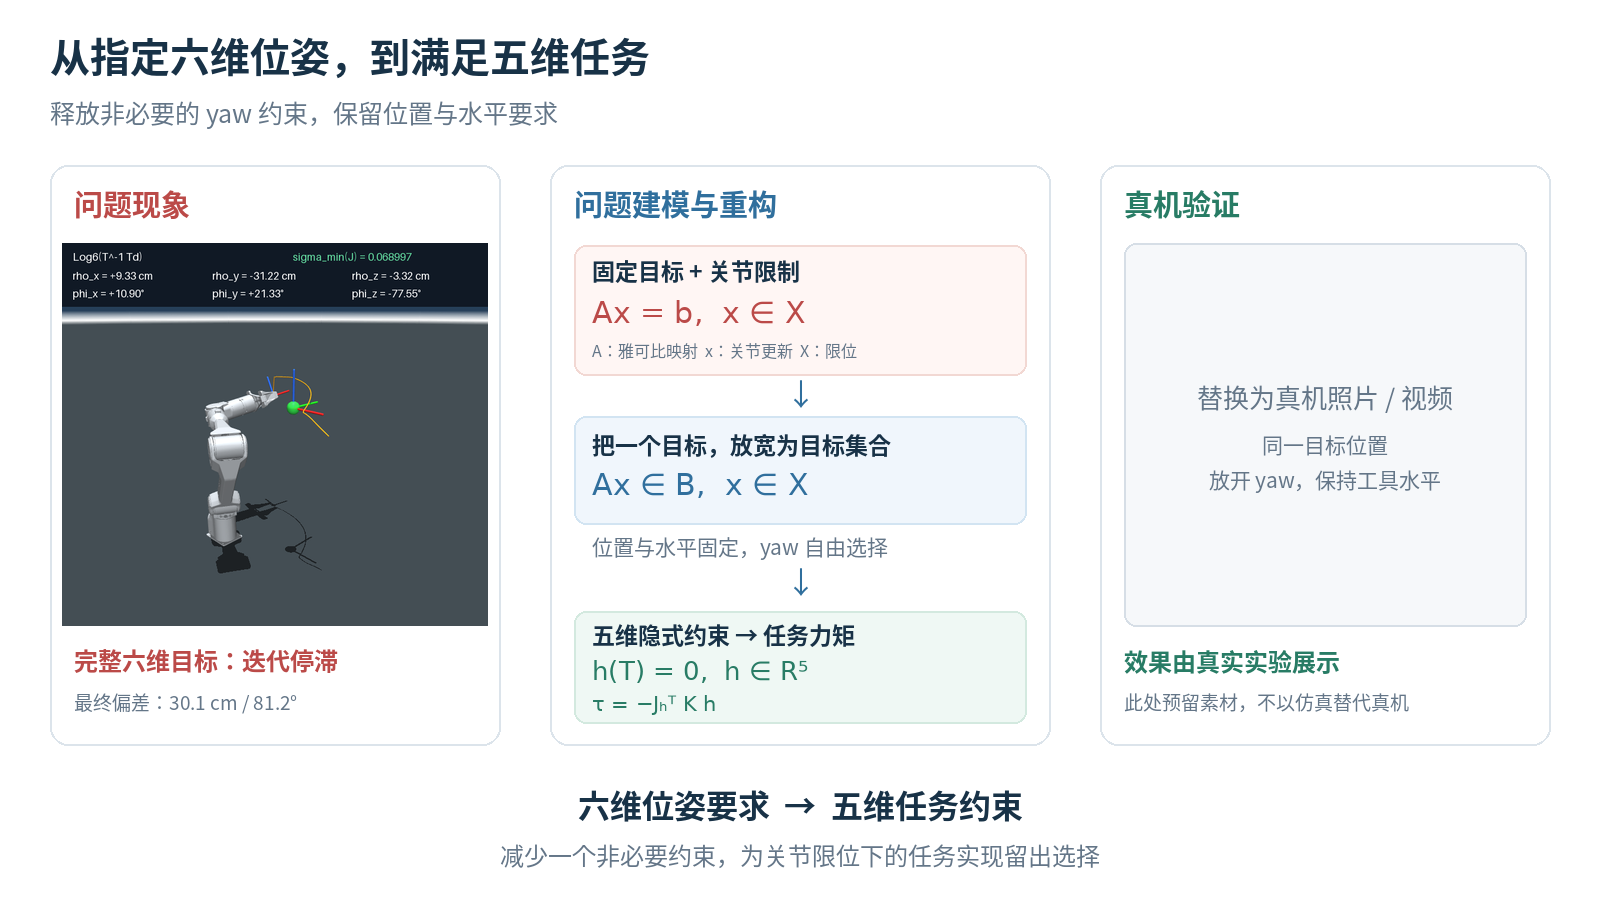 从指定六维位姿，到满足五维任务
释放非必要的 yaw 约束，保留位置与水平要求
问题现象
Log6(T^-1 Td)
sigma_min(J) = 0.068997
rho_x = +9.33 cm
rho_y = -31.22 cm
rho_z = -3.32 cm
phi_x = +10.90°
phi_y = +21.33°
phi_z = -77.55°
完整六维目标：迭代停滞
最终偏差：30.1 cm / 81.2°
问题建模与重构
固定目标 + 关节限制
Ax = b,  x ∈ X
A：雅可比映射  x：关节更新  X：限位
↓
把一个目标，放宽为目标集合
Ax ∈ B,  x ∈ X
位置与水平固定，yaw 自由选择
↓
五维隐式约束 → 任务力矩
h(T) = 0,  h ∈ R⁵
τ = −Jₕᵀ K h
真机验证
替换为真机照片 / 视频
同一目标位置
放开 yaw，保持工具水平
效果由真实实验展示
此处预留素材，不以仿真替代真机
六维位姿要求 → 五维任务约束
减少一个非必要约束，为关节限位下的任务实现留出选择